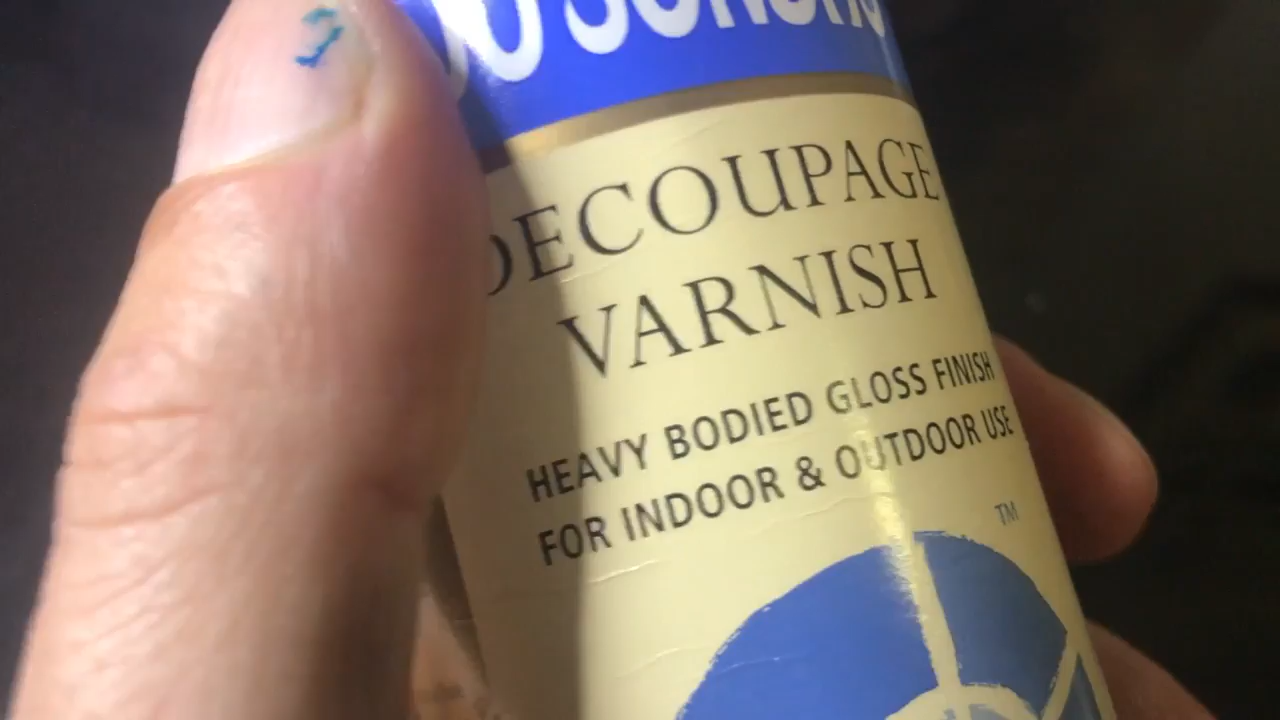 DECOUPAGE
VARNISH
HEAVY BODIED GLOSS FINISH
FOR INDOOR & OUTDOOR USE
TM